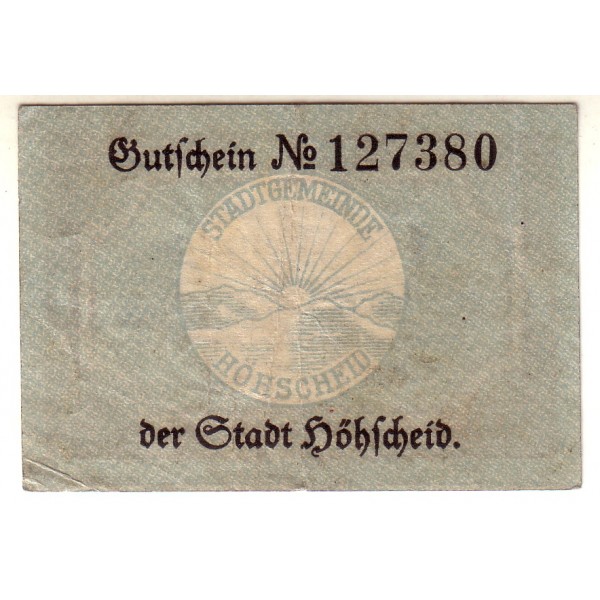 Gutschein № 127380
STADTGEMEINDE
HÖHSCHEID
der Stadt Höhscheid.